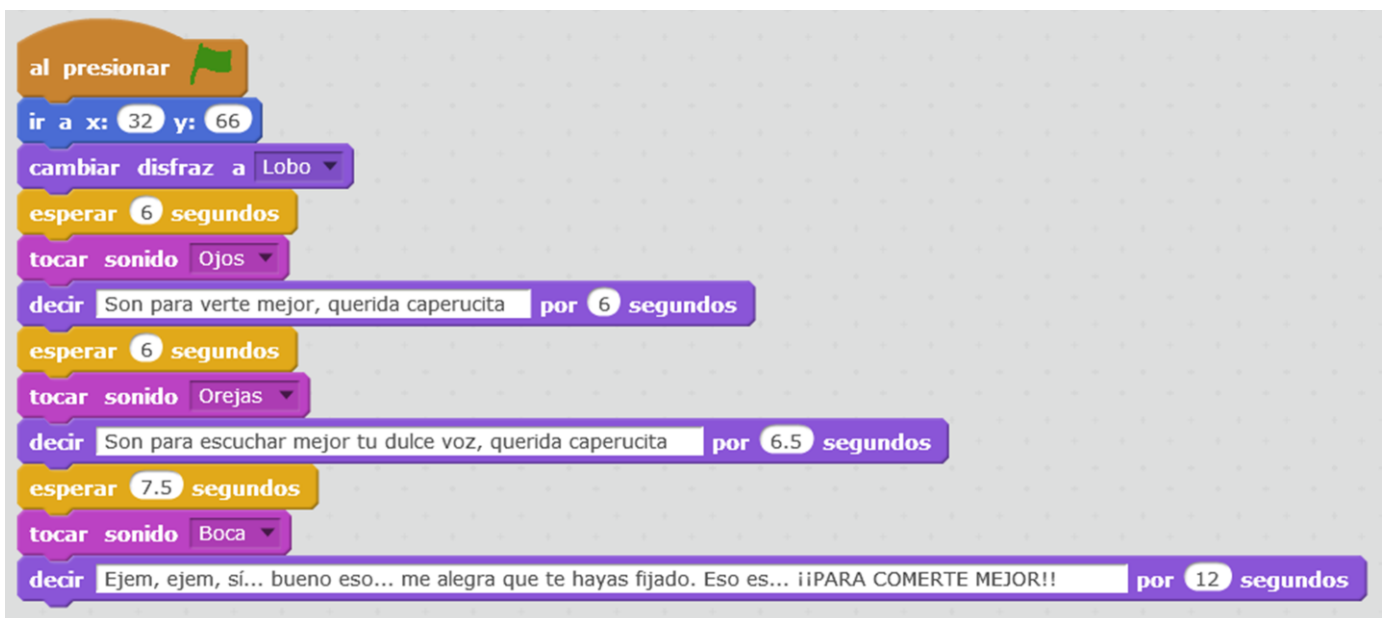 al presionar
ir a x: 32 y: 66
cambiar disfraz a Lobo
esperar 6 segundos
tocar sonido Ojos
decir Son para verte mejor, querida caperucita por 6 segundos
esperar 6 segundos
tocar sonido Orejas
decir Son para escuchar mejor tu dulce voz, querida caperucita por 6.5 segundos
esperar 7.5 segundos
tocar sonido Boca
decir Ejem, ejem, sí... bueno eso... me alegra que te hayas fijado. Eso es... ¡¡PARA COMERTE MEJOR!! por 12 segundos